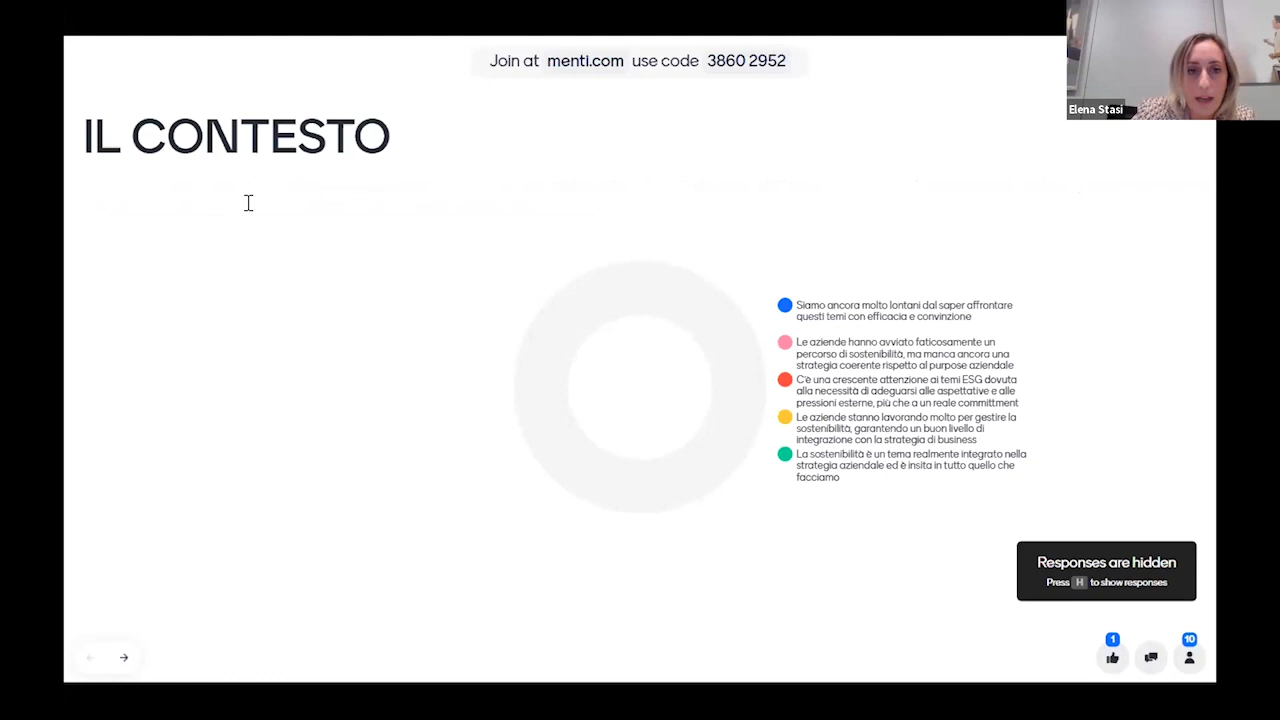 Join at menti.com use code 3860 2952
Elena Stasi
IL CONTESTO
Siamo ancora molto lontani dal saper affrontare
questi temi con efficacia e convinzione
Le aziende hanno avviato faticosamente un
percorso di sostenibilità, ma manca ancora una
strategia coerente rispetto al purpose aziendale
C'è una crescente attenzione ai temi ESG dovuta
alla necessità di adeguarsi alle aspettative e alle
pressioni esterne, più che a un reale committment
Le aziende stanno lavorando molto per gestire la
sostenibilità, garantendo un buon livello di
integrazione con la strategia di business
La sostenibilità è un tema realmente integrato nella
strategia aziendale ed è insita in tutto quello che
facciamo
Responses are hidden
Press H to show responses
1
10